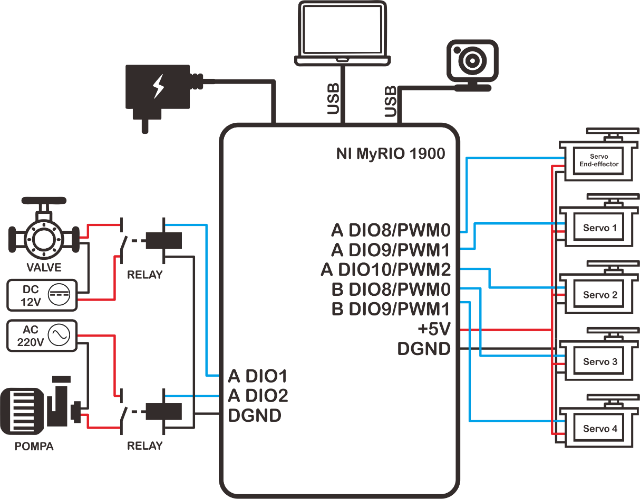 USB
USB
NI MyRIO 1900
Servo
End-effector
A DIO8/PWM0
A DIO9/PWM1
A DIO10/PWM2
B DIO8/PWM0
B DIO9/PWM1
+5V
DGND
Servo 1
Servo 2
Servo 3
Servo 4
VALVE
RELAY
DC
12V
AC
220V
A DIO1
A DIO2
DGND
POMPA
RELAY